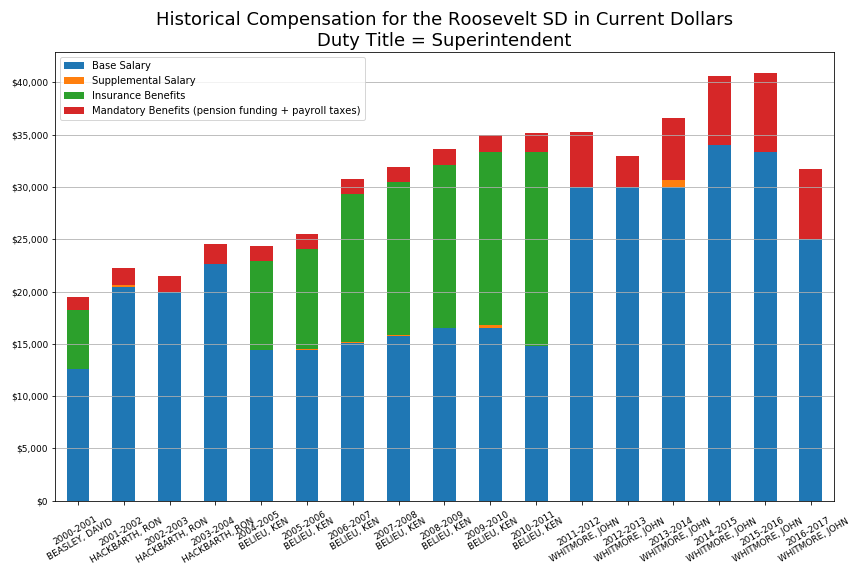 Historical Compensation for the Roosevelt SD in Current Dollars
Duty Title = Superintendent
Base Salary
Supplemental Salary
Insurance Benefits
Mandatory Benefits (pension funding + payroll taxes)
$40,000
$35,000
$30,000
$25,000
$20,000
$15,000
$10,000
$5,000
$0
2000-2001
BEASLEY, DAVID
2001-2002
HACKBARTH, RON
2002-2003
HACKBARTH, RON
2003-2004
HACKBARTH, RON
2004-2005
BELIEU, KEN
2005-2006
BELIEU, KEN
2006-2007
BELIEU, KEN
2007-2008
BELIEU, KEN
2008-2009
BELIEU, KEN
2009-2010
BELIEU, KEN
2010-2011
BELIEU, KEN
2011-2012
WHITMORE, JOHN
2012-2013
WHITMORE, JOHN
2013-2014
WHITMORE, JOHN
2014-2015
WHITMORE, JOHN
2015-2016
WHITMORE, JOHN
2016-2017
WHITMORE, JOHN